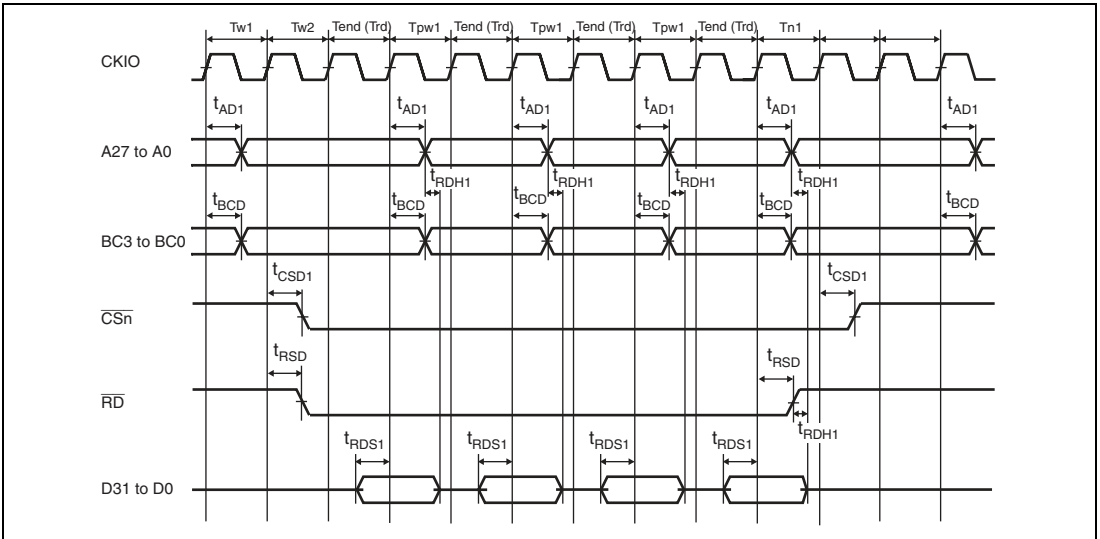 Tw1 Tw2 Tend (Trd) Tpw1 Tend (Trd) Tpw1 Tend (Trd) Tpw1 Tend (Trd) Tn1
CKIO
tAD1 tAD1 tAD1 tAD1 tAD1 tAD1
A27 to A0
tRDH1 tRDH1 tRDH1 tRDH1
tBCD tBCD tBCD tBCD tBCD tBCD
BC3 to BC0
tCSD1 tCSD1
CSn
tRSD tRSD
RD
tRDH1
tRDS1 tRDS1 tRDS1 tRDS1
D31 to D0